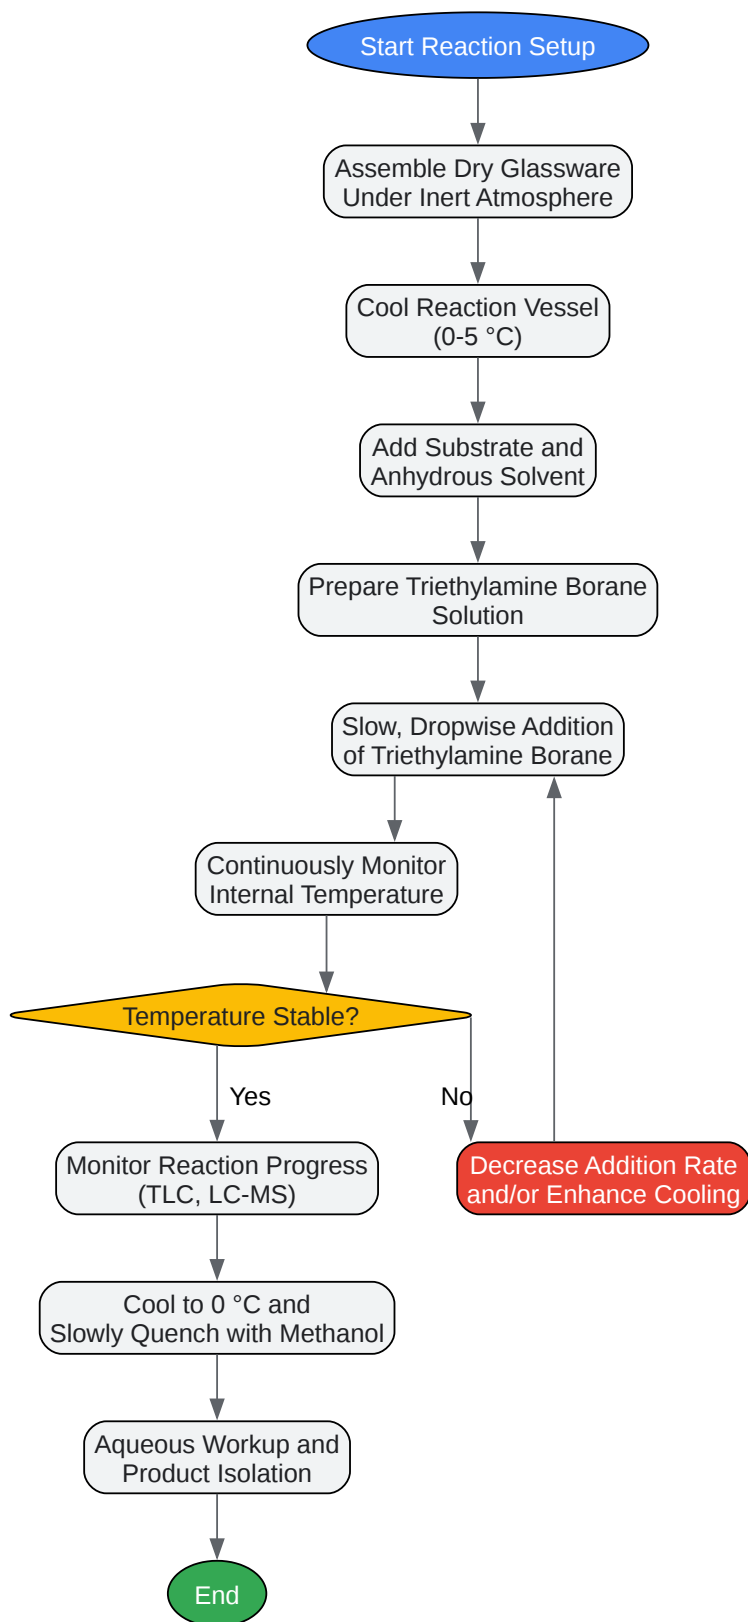 Start Reaction Setup
Assemble Dry Glassware
Under Inert Atmosphere
Cool Reaction Vessel
(0-5 °C)
Add Substrate and
Anhydrous Solvent
Prepare Triethylamine Borane
Solution
Slow, Dropwise Addition
of Triethylamine Borane
Continuously Monitor
Internal Temperature
Temperature Stable?
Yes
No
Monitor Reaction Progress
(TLC, LC-MS)
Decrease Addition Rate
and/or Enhance Cooling
Cool to 0 °C and
Slowly Quench with Methanol
Aqueous Workup and
Product Isolation
End